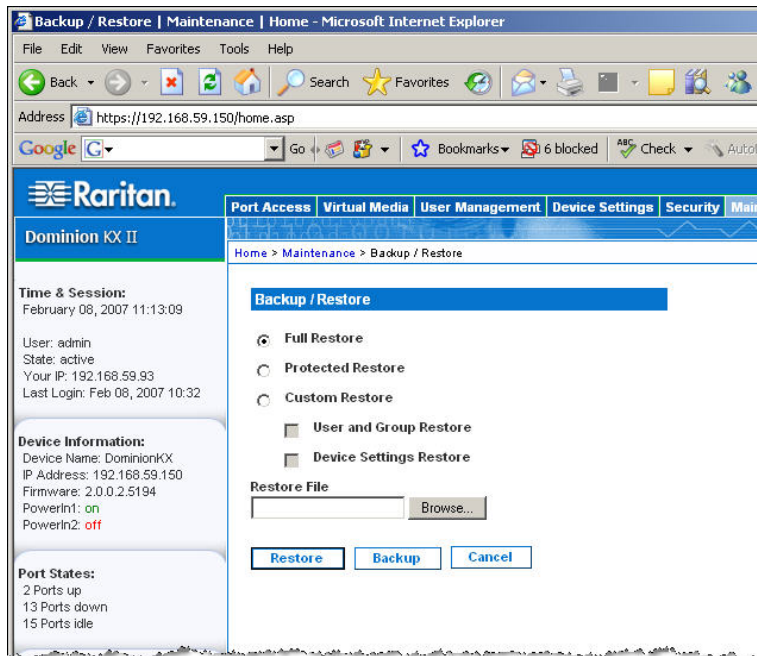 Backup / Restore | Maintenance | Home - Microsoft Internet Explorer
File Edit View Favorites Tools Help
Back Search Favorites
Address https://192.168.59.150/home.asp
Google G Go Bookmarks 6 blocked ABC Check
Raritan.
Port Access Virtual Media User Management Device Settings Security
Dominion KX II
Home > Maintenance > Backup / Restore
Time & Session:
February 08, 2007 11:13:09
User: admin
State: active
Your IP: 192.168.59.93
Last Login: Feb 08, 2007 10:32
Device Information:
Device Name: DominionKX
IP Address: 192.168.59.150
Firmware: 2.0.0.2.5194
PowerIn1: on
PowerIn2: off
Port States:
2 Ports up
13 Ports down
15 Ports idle
Backup / Restore
Full Restore
Protected Restore
Custom Restore
User and Group Restore
Device Settings Restore
Restore File
Browse...
Restore Backup Cancel